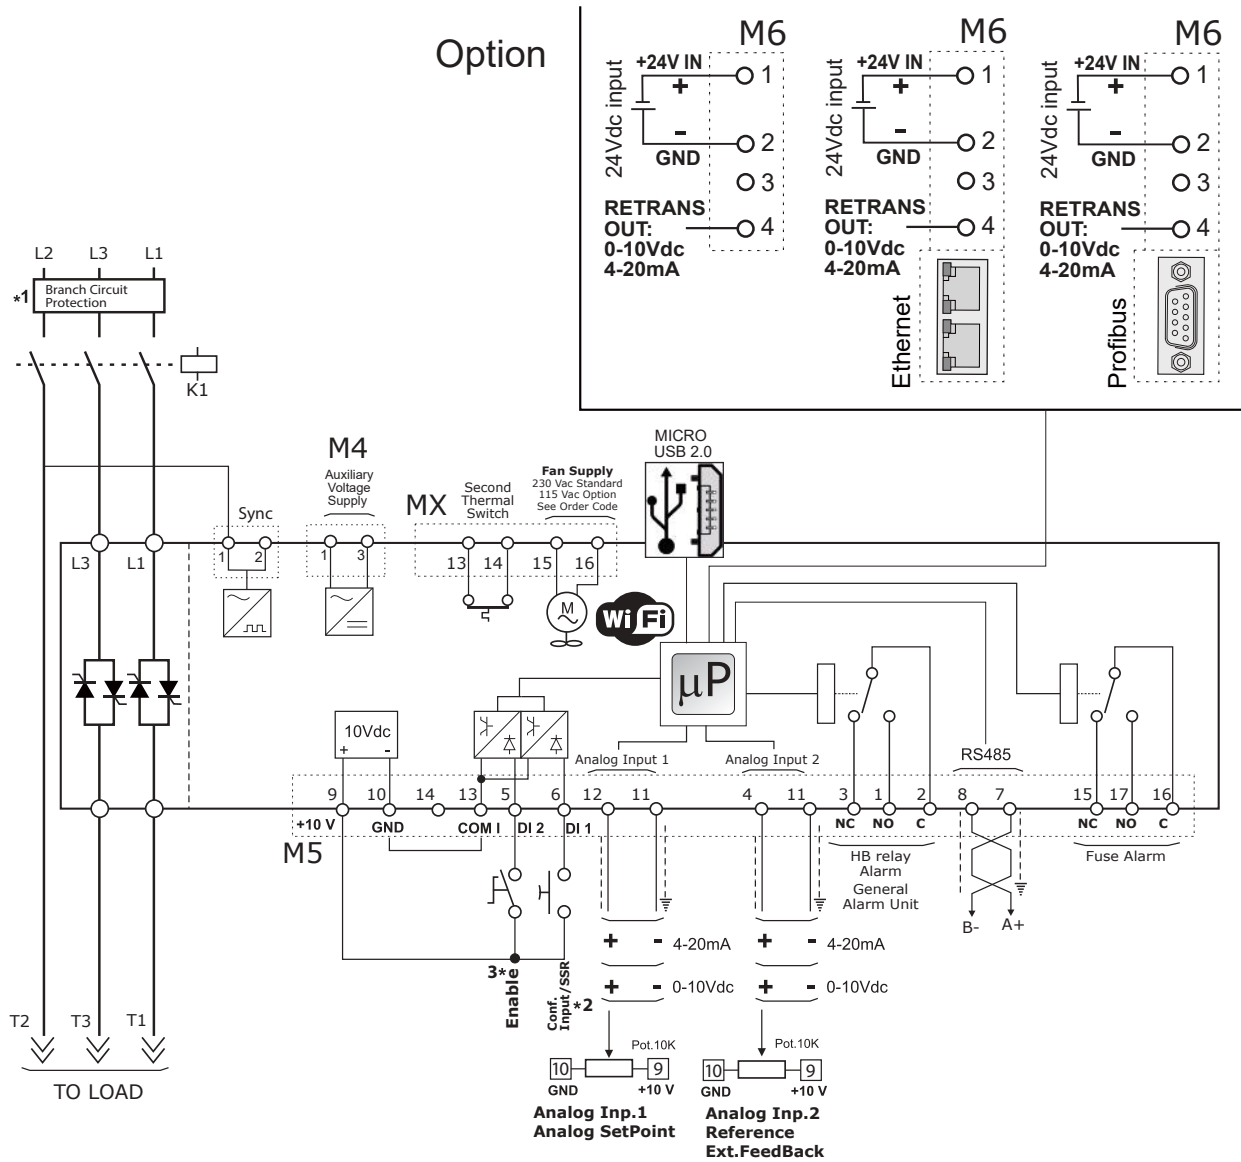 Option
M6
+24V IN
1
+
24Vdc input
-
2
GND
3
RETRANS
OUT:
0-10Vdc
4-20mA
4
M6
+24V IN
1
+
24Vdc input
-
2
GND
3
RETRANS
OUT:
0-10Vdc
4-20mA
4
Ethernet
M6
+24V IN
1
+
24Vdc input
-
2
GND
3
RETRANS
OUT:
0-10Vdc
4-20mA
4
Profibus
L2 L3 L1
*1
Branch Circuit
Protection
K1
M4
Auxiliary
Voltage
Supply
MX
Second
Thermal
Switch
Fan Supply
230 Vac Standard
115 Vac Option
See Order Code
MICRO
USB 2.0
Sync
L3 L1 1 2 1 3 13 14 15 16
M
Wi Fi
µP
10Vdc
+ -
Analog Input 1
Analog Input 2
RS485
9 10 14 13 5 6 12 11 4 11 3 1 2 8 7 15 17 16
+10 V GND COM I DI 2 DI 1 NC NO C NC NO C
M5
HB relay
Alarm
General
Alarm Unit
Fuse Alarm
B- A+
+ - 4-20mA
+ - 4-20mA
+ - 0-10Vdc
+ - 0-10Vdc
3*
Enable
Conf.
Input/SSR
*2
T2 T3 T1
TO LOAD
Pot.10K
10 9
GND +10 V
Analog Inp.1
Analog SetPoint
Pot.10K
10 9
GND +10 V
Analog Inp.2
Reference
Ext.FeedBack